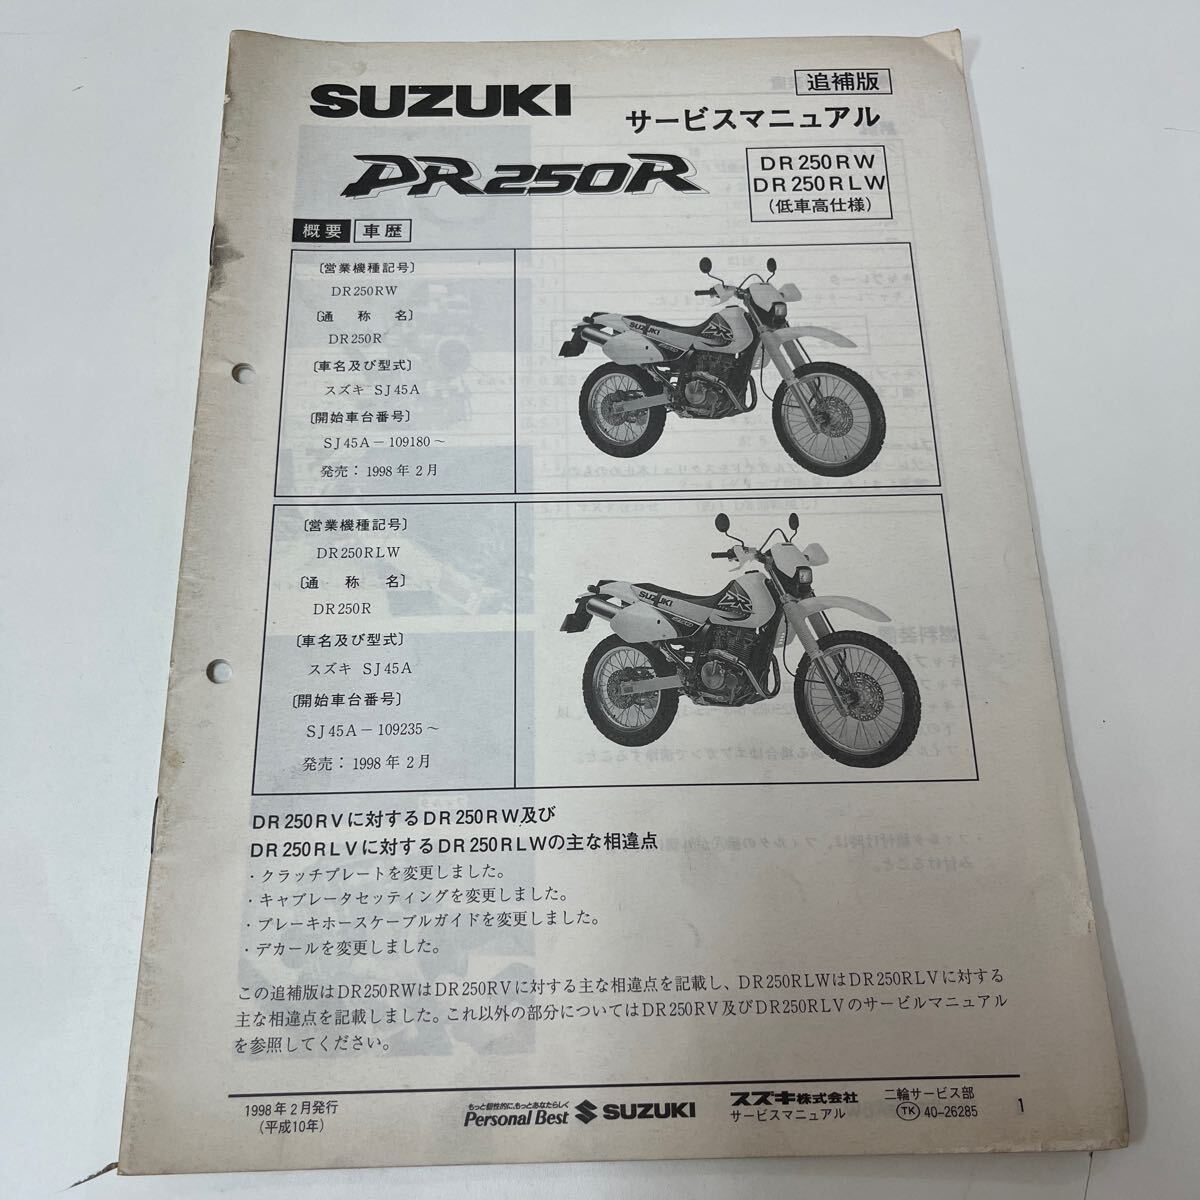 SUZUKI
追補版
サービスマニュアル
DR250R
DR250RW
DR250RLW
(低車高仕様)
概要 車歴
〔営業機種記号〕
DR250RW
〔通称名〕
DR250R
〔車名及び型式〕
スズキ SJ45A
〔開始車台番号〕
SJ45A－109180～
発売：1998年2月
〔営業機種記号〕
DR250RLW
〔通称名〕
DR250R
〔車名及び型式〕
スズキ SJ45A
〔開始車台番号〕
SJ45A－109235～
発売：1998年2月
DR250RVに対するDR250RW及び
DR250RLVに対するDR250RLWの主な相違点
・クラッチプレートを変更しました。
・キャブレータセッティングを変更しました。
・ブレーキホースケーブルガイドを変更しました。
・デカールを変更しました。
この追補版はDR250RWはDR250RVに対する主な相違点を記載し、DR250RLWはDR250RLVに対する
主な相違点を記載しました。これ以外の部分についてはDR250RV及びDR250RLVのサービルマニュアル
を参照してください。
1998年2月発行
(平成10年)
もっと個性的に、もっとあなたらしく
Personal Best
SUZUKI
スズキ株式会社
サービスマニュアル
二輪サービス部
TK 40-26285
1